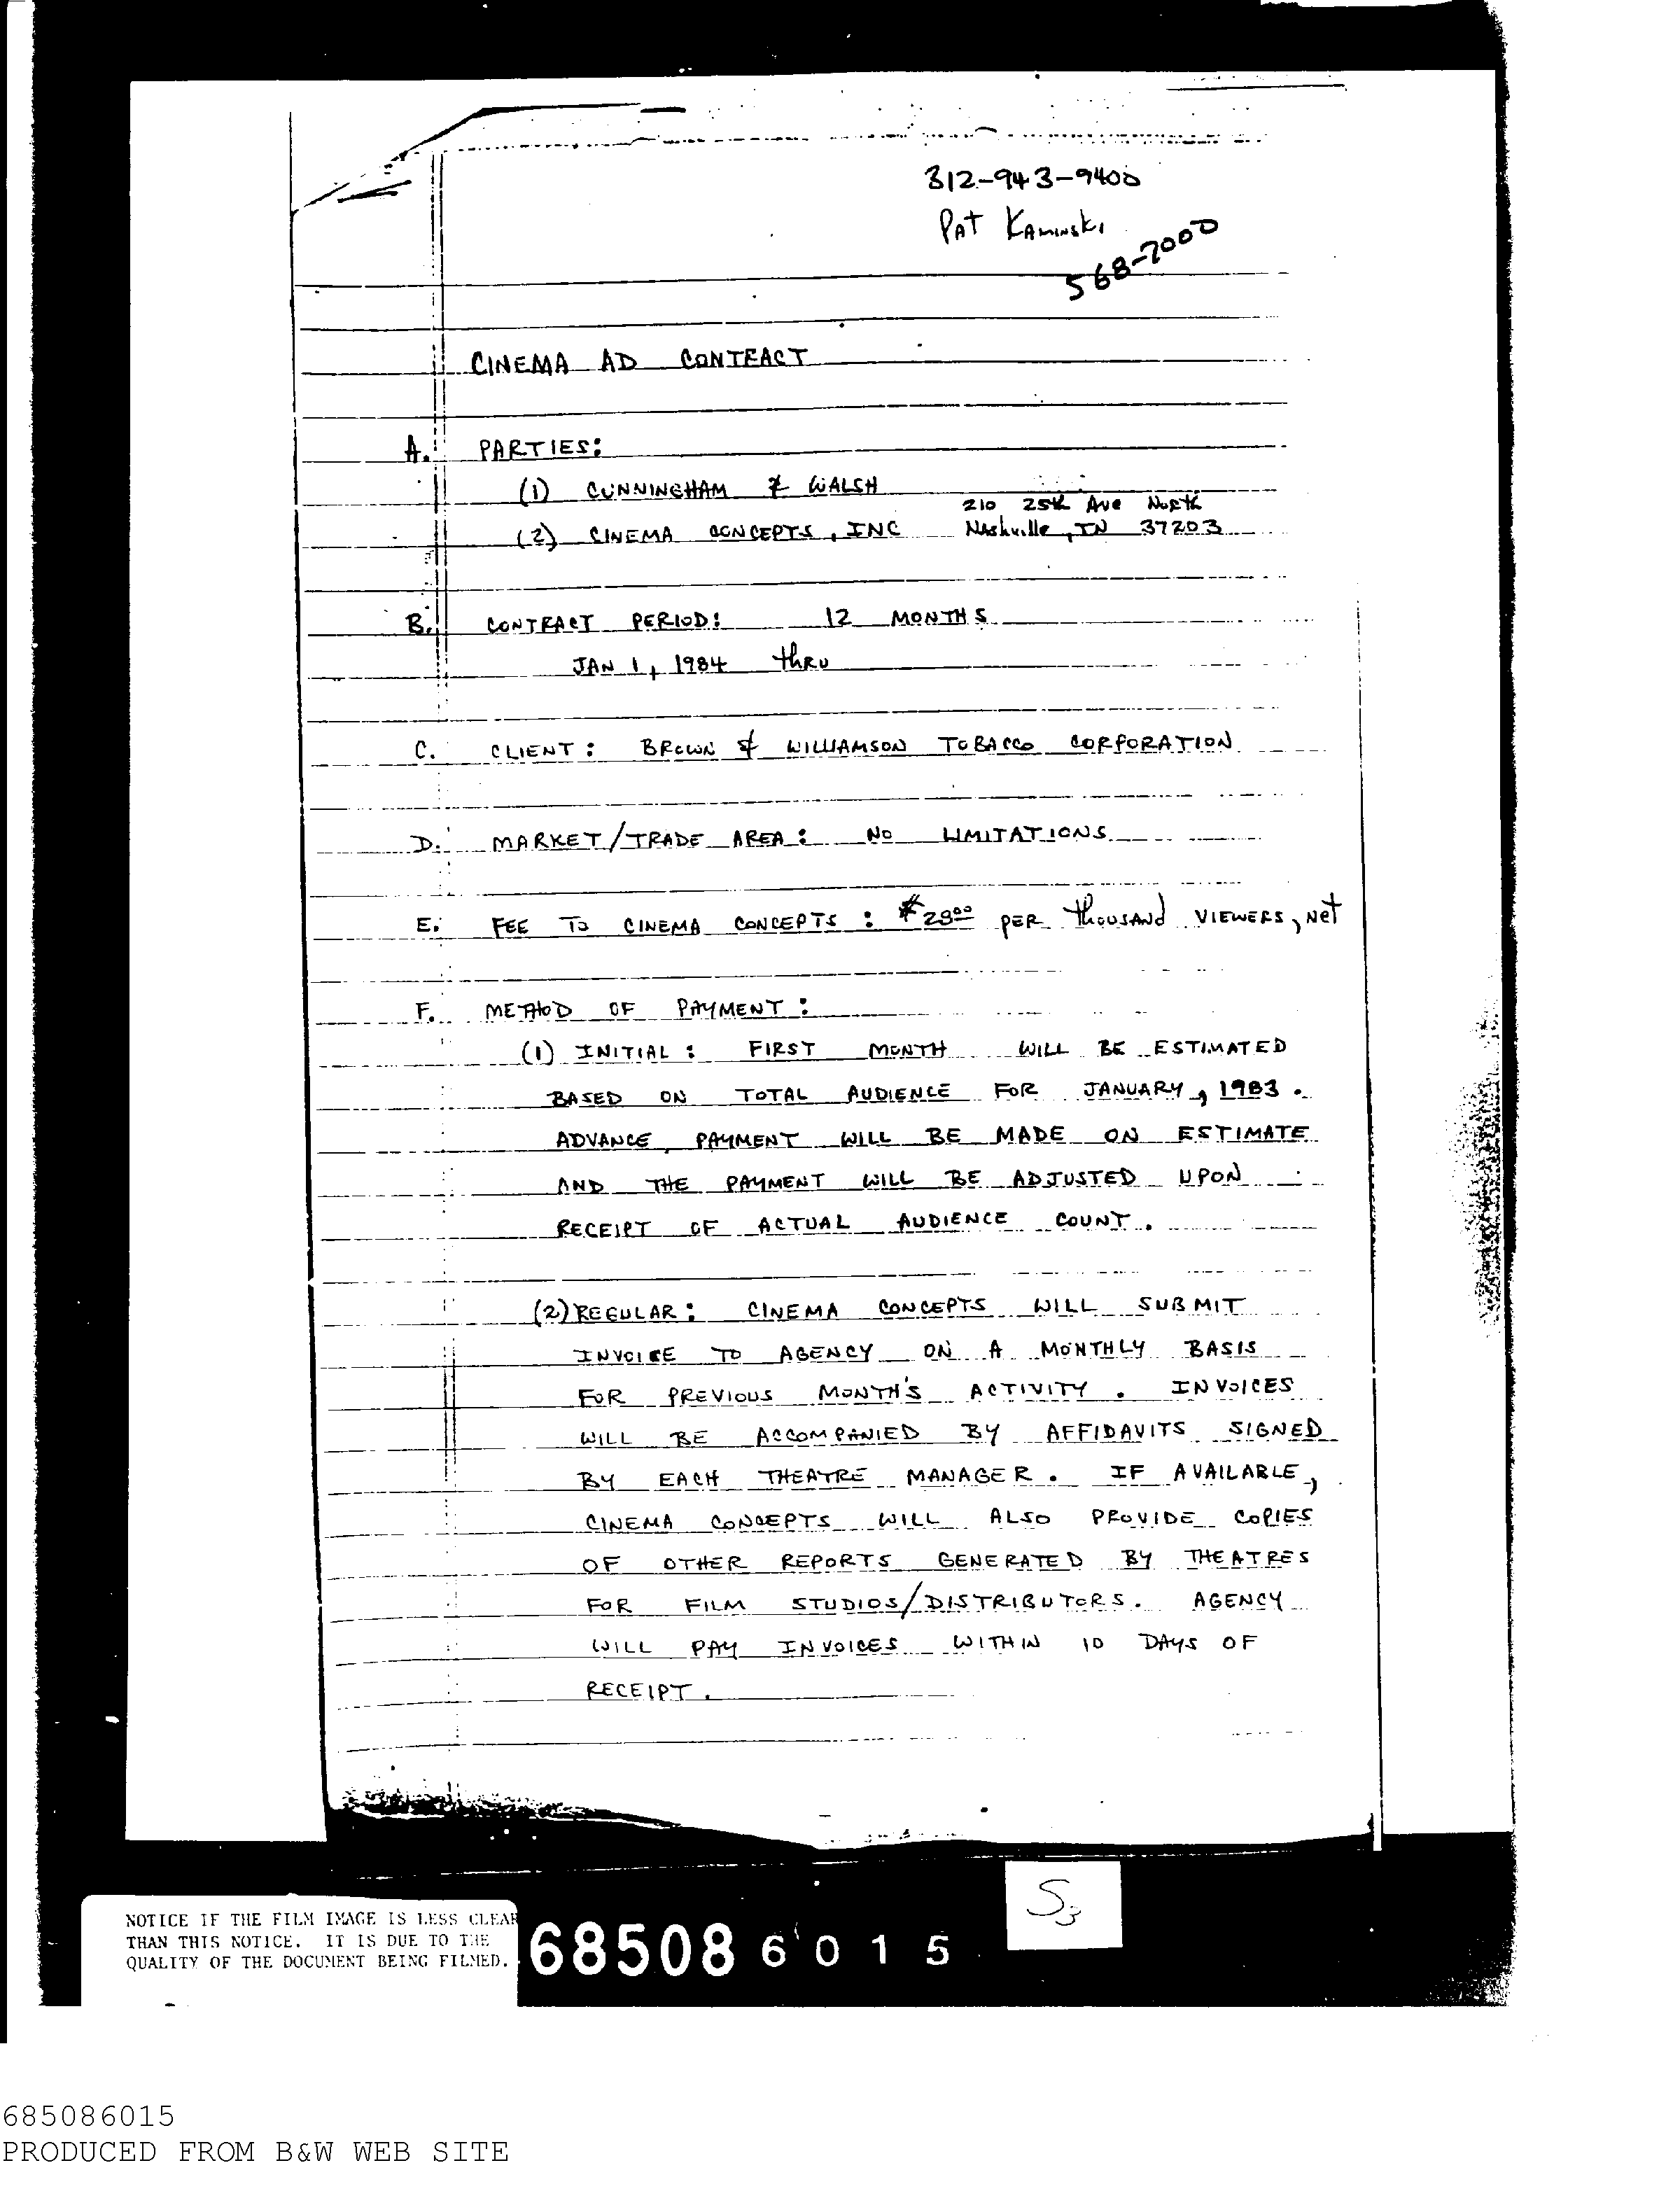 312-943-9400
Pat Kaminski
568-7000
CINEMA AD CONTRACT
A. PARTIES:
(1) CUNNINGHAM & WALSH
210 25th Ave North
(2) CINEMA CONCEPTS, INC Nashville, TN 37203
B. CONTRACT PERIOD: 12 MONTHS
JAN 1, 1984 thru
C. CLIENT: BROWN & WILLIAMSON TOBACCO CORPORATION
D. MARKET/TRADE AREA: NO LIMITATIONS
E. FEE TO CINEMA CONCEPTS: $2800 PER thousand VIEWERS, net
F. METHOD OF PAYMENT:
(1) INITIAL: FIRST MONTH WILL BE ESTIMATED
BASED ON TOTAL AUDIENCE FOR JANUARY, 1983.
ADVANCE PAYMENT WILL BE MADE ON ESTIMATE
AND THE PAYMENT WILL BE ADJUSTED UPON
RECEIPT OF ACTUAL AUDIENCE COUNT.
(2) REGULAR: CINEMA CONCEPTS WILL SUBMIT
INVOICE TO AGENCY ON A MONTHLY BASIS
FOR PREVIOUS MONTH'S ACTIVITY. INVOICES
WILL BE ACCOMPANIED BY AFFIDAVITS SIGNED
BY EACH THEATRE MANAGER. IF AVAILABLE,
CINEMA CONCEPTS WILL ALSO PROVIDE COPIES
OF OTHER REPORTS GENERATED BY THEATRES
FOR FILM STUDIOS/DISTRIBUTORS. AGENCY
WILL PAY INVOICES WITHIN 10 DAYS OF
RECEIPT.
S3
NOTICE IF THE FILM IMAGE IS LESS CLEAR
THAN THIS NOTICE. IT IS DUE TO THE
QUALITY OF THE DOCUMENT BEING FILMED.
68508 6015
685086015
PRODUCED FROM B&W WEB SITE